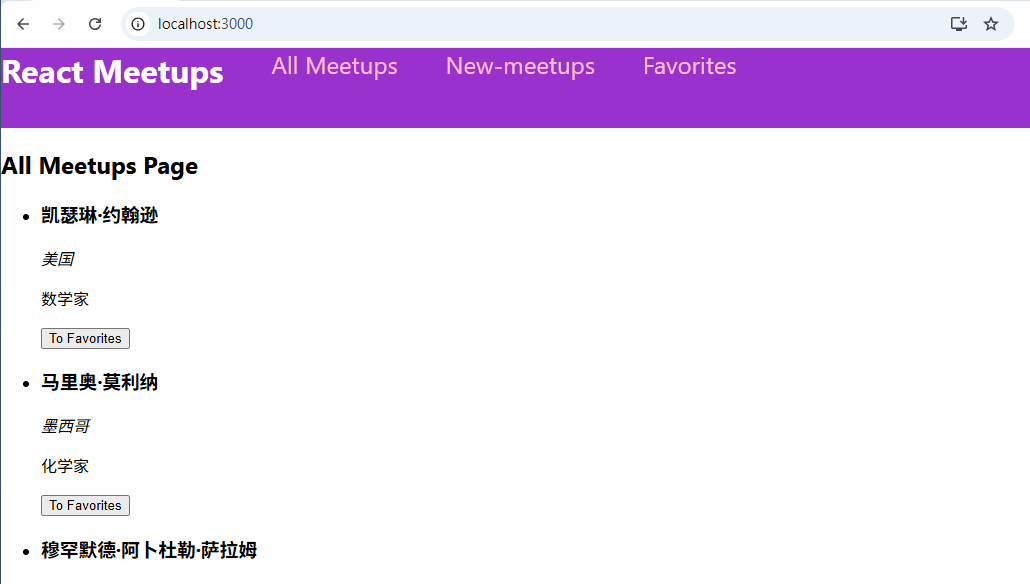 localhost:3000
React Meetups All Meetups New-meetups Favorites
All Meetups Page
凯瑟琳·约翰逊
美国
数学家
To Favorites
马里奥·莫利纳
墨西哥
化学家
To Favorites
穆罕默德·阿卜杜勒·萨拉姆